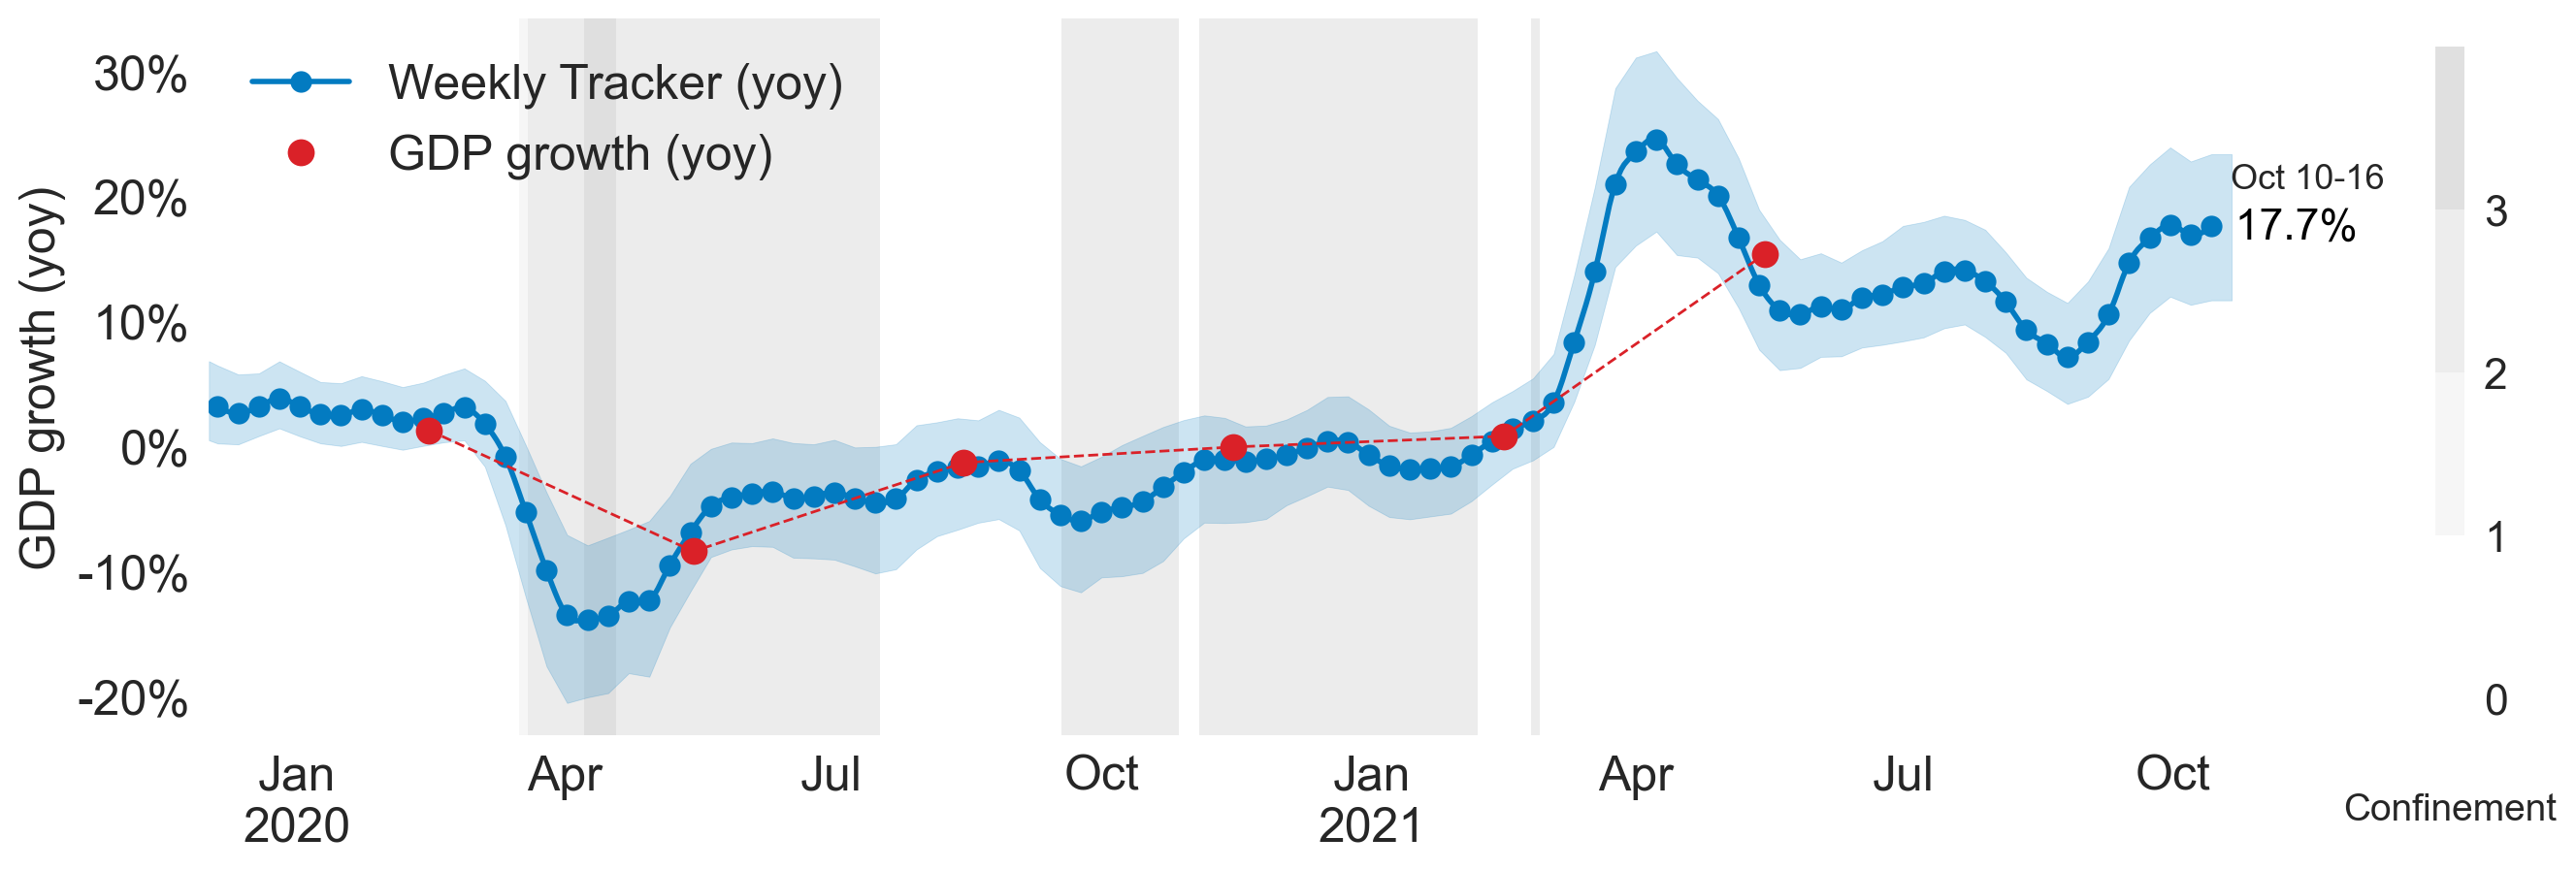 GDP growth (yoy)
30%
20%
10%
0%
-10%
-20%
Weekly Tracker (yoy)
GDP growth (yoy)
Oct 10-16
17.7%
3
2
1
0
Confinement
Jan
2020
Apr
Jul
Oct
Jan
2021
Apr
Jul
Oct